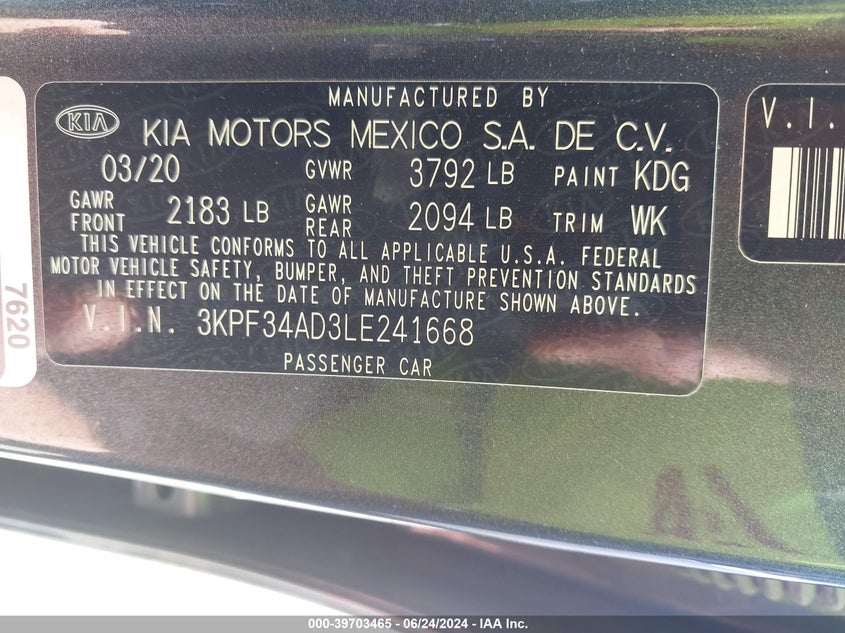 MANUFACTURED BY
KIA KIA MOTORS MEXICO S.A. DE C.V.
03/20 GVWR 3792 LB PAINT KDG
GAWR FRONT 2183 LB GAWR REAR 2094 LB TRIM WK
THIS VEHICLE CONFORMS TO ALL APPLICABLE U.S.A. FEDERAL
MOTOR VEHICLE SAFETY, BUMPER, AND THEFT PREVENTION STANDARDS
IN EFFECT ON THE DATE OF MANUFACTURE SHOWN ABOVE.
V.I.N. 3KPF34AD3LE241668
PASSENGER CAR
7620
V.I.
000-39703465 - 06/24/2024 - IAA Inc.